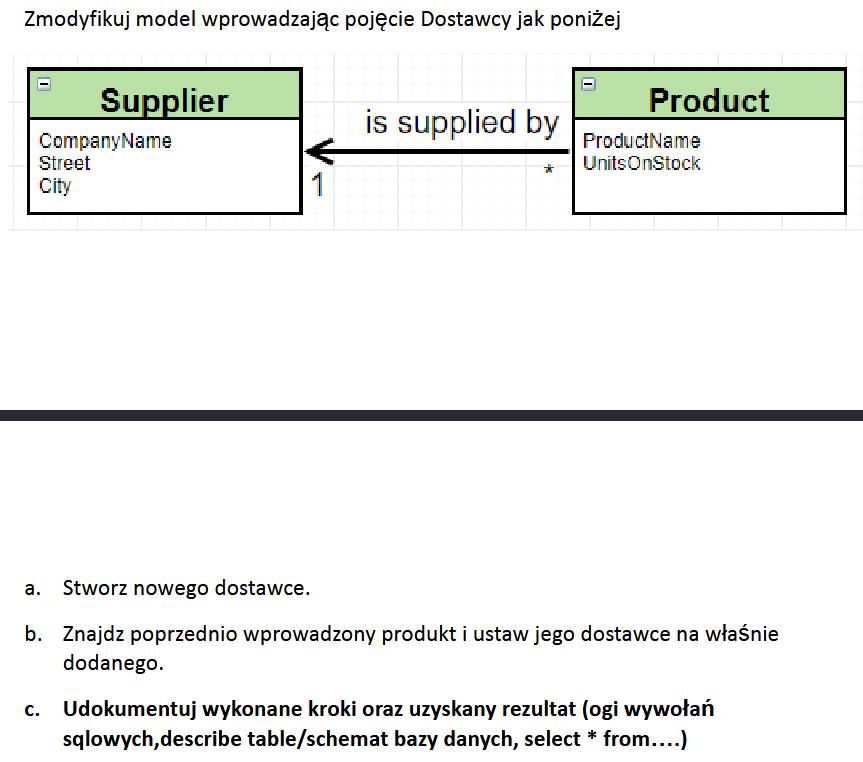 Zmodyfikuj model wprowadzając pojęcie Dostawcy jak poniżej
Supplier
CompanyName
Street
City
is supplied by
1
*
Product
ProductName
UnitsOnStock
a. Stworz nowego dostawce.
b. Znajdz poprzednio wprowadzony produkt i ustaw jego dostawce na właśnie
dodanego.
c. Udokumentuj wykonane kroki oraz uzyskany rezultat (ogi wywołań
sqlowych,describe table/schemat bazy danych, select * from....)